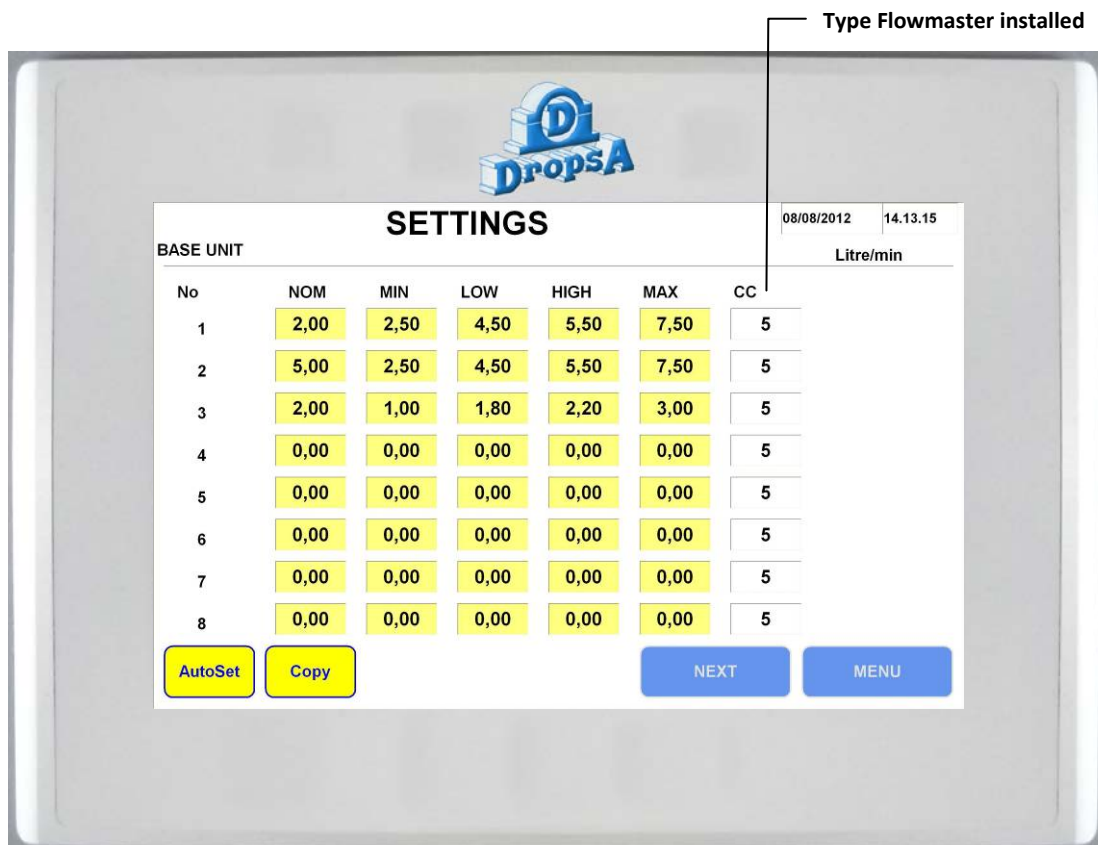 Type Flowmaster installed
D
DropsA
SETTINGS
08/08/2012 14.13.15
BASE UNIT
Litre/min
No NOM MIN LOW HIGH MAX CC
1 2,00 2,50 4,50 5,50 7,50 5
2 5,00 2,50 4,50 5,50 7,50 5
3 2,00 1,00 1,80 2,20 3,00 5
4 0,00 0,00 0,00 0,00 0,00 5
5 0,00 0,00 0,00 0,00 0,00 5
6 0,00 0,00 0,00 0,00 0,00 5
7 0,00 0,00 0,00 0,00 0,00 5
8 0,00 0,00 0,00 0,00 0,00 5
AutoSet Copy NEXT MENU